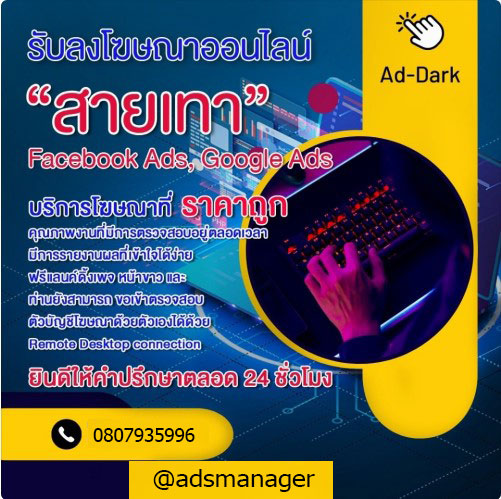 รับลงโฆษณาออนไลน์
“สายเทา”
Facebook Ads, Google Ads
Ad-Dark
บริการโฆษณาที่ ราคาถูก
คุณภาพงานที่มีการตรวจสอบอยู่ตลอดเวลา
มีการรายงานผลที่เข้าใจได้ง่าย
ฟรีแลนด์ดิ้งเพจ หน้าขาว และ
ท่านยังสามารถ ขอเข้าตรวจสอบ
ตัวบัญชีโฆษณาด้วยตัวเองได้ด้วย
Remote Desktop connection
ยินดีให้คำปรึกษาตลอด 24 ชั่วโมง
0807935996
@adsmanager